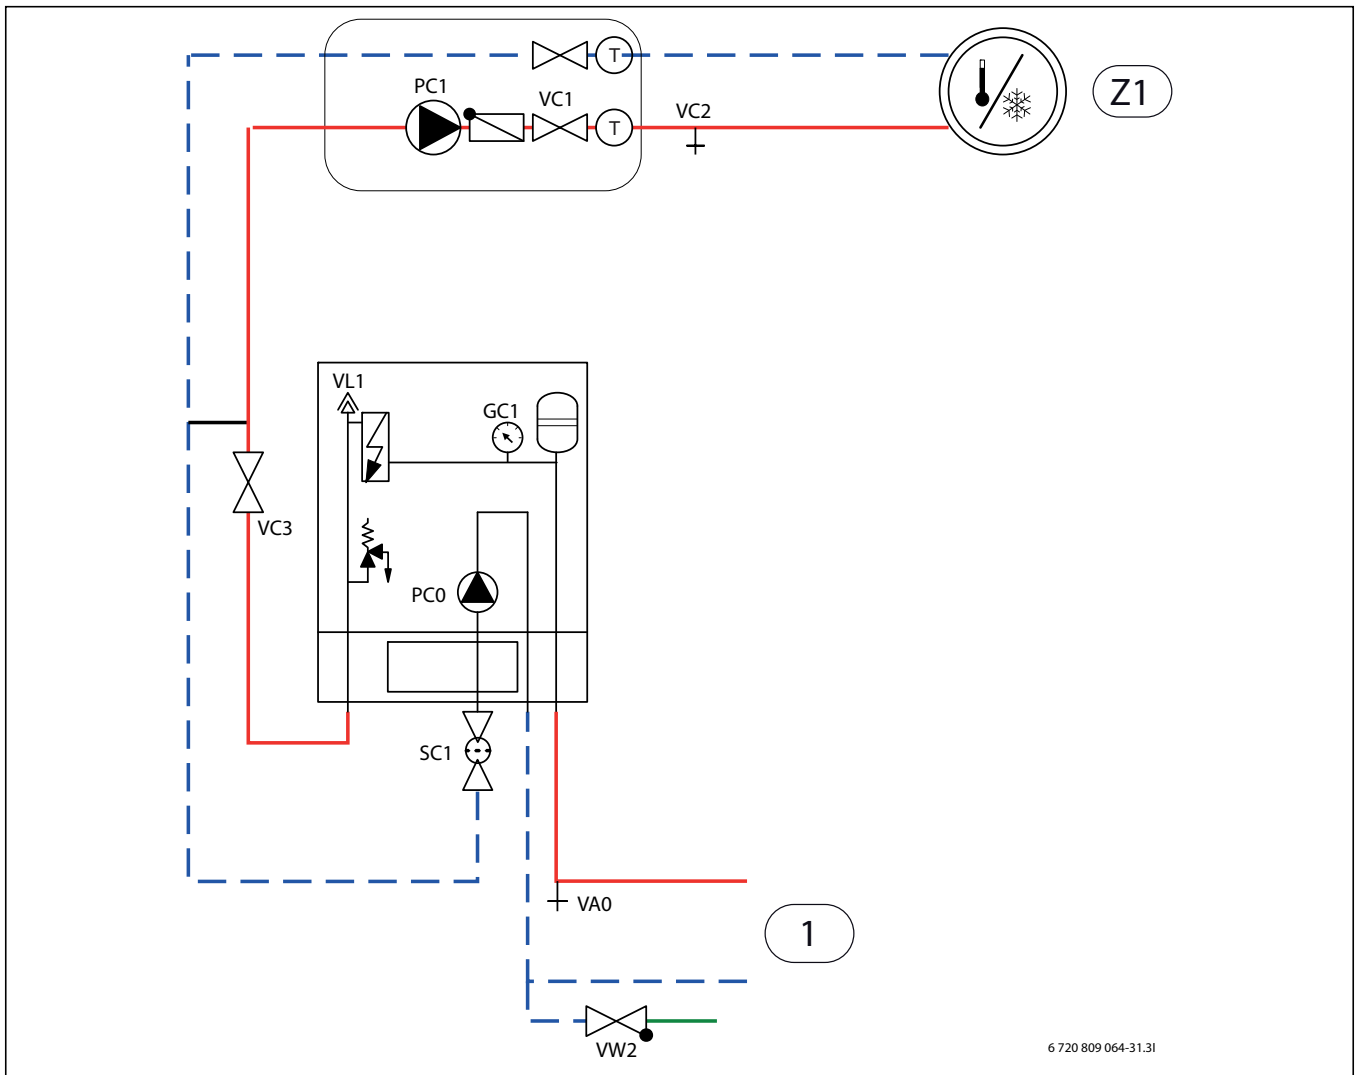 T
PC1
VC1
T
VC2
Z1
VL1
GC1
VC3
PC0
SC1
VA0
1
VW2
6 720 809 064-31.3I